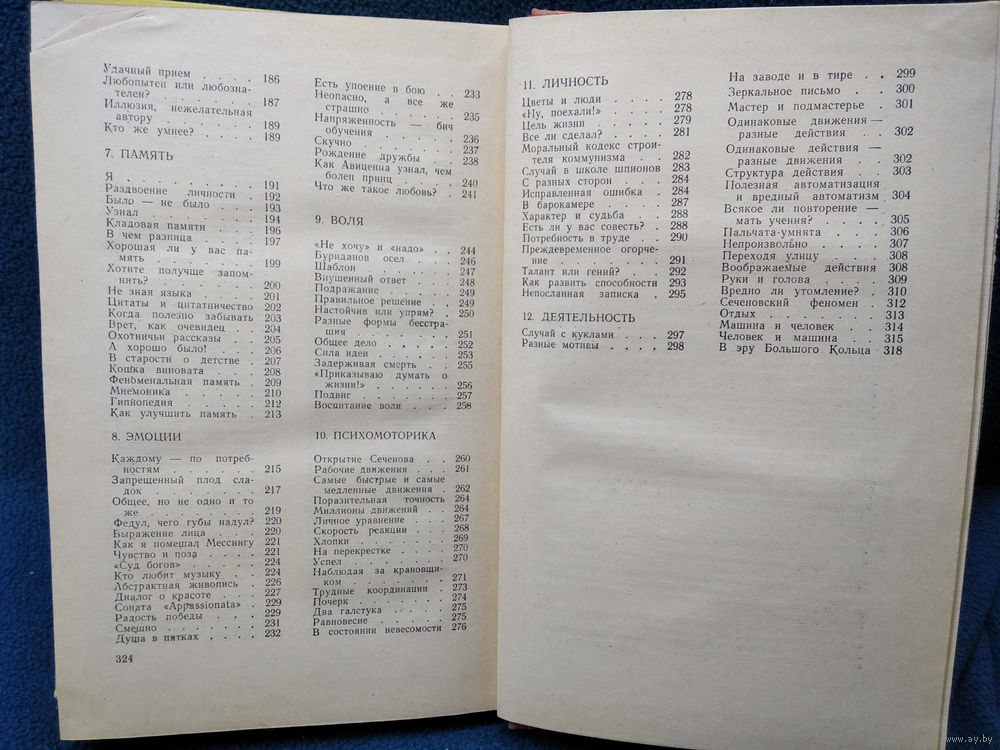 Удачный прием . . . . 186
Любопытен или любозна-
телен? . . . . . 187
Иллюзия, нежелательная
автору . . . . . 189
Кто же умнее? . . . 189
7. ПАМЯТЬ
Я . . . . . . . . 191
Раздвоение личности . 192
Было — не было . . . 193
Узнал . . . . . . 194
Кладовая памяти . . . 196
В чем разница . . . 197
Хорошая ли у вас па-
мять . . . . . . 199
Хотите получше запом-
нить? . . . . . . 200
Не зная языка . . . 201
Цитаты и цитатничество 202
Когда полезно забывать 203
Врет, как очевидец . . 204
Охотничьи рассказы . . 205
А хорошо было! . . . 206
В старости о детстве . 207
Кошка виновата . . . 208
Феноменальная память . 209
Мнемоника . . . . . 210
Гипнопедия . . . . . 212
Как улучшить память . 213
8. ЭМОЦИИ
Каждому — по потреб-
ностям . . . . . 215
Запрещенный плод сла-
док . . . . . . 217
Общее, но не одно и то
же . . . . . . . 219
Федул, чего губы надул? 220
Выражение лица . . . 220
Как я помешал Мессингу 221
Чувство и поза . . . 221
«Суд богов» . . . . 224
Кто любит музыку . . 224
Абстрактная живопись . 226
Диалог о красоте . . . 227
Соната «Appassionata» . 229
Радость победы . . . 229
Смешно . . . . . . 231
Душа в пятках . . . . 232
324
Есть упоение в бою . . 233
Неопасно, а все же
страшно . . . . . 235
Напряженность — бич
обучения . . . . 236
Скучно . . . . . . 237
Рождение дружбы . . 238
Как Авиценна узнал, чем
болен принц . . . 240
Что же такое любовь? . 241
9. ВОЛЯ
«Не хочу» и «надо» . . 244
Буриданов осел . . . 246
Шаблон . . . . . . 247
Внушенный ответ . . . 248
Подражание . . . . 249
Правильное решение . . 249
Настойчив или упрям? . 250
Разные формы бесстра-
шия . . . . . . 251
Общее дело . . . . . 252
Сила идеи . . . . . 253
Задерживая смерть . . 255
«Приказываю думать о
жизни!» . . . . . 256
Подвиг . . . . . . 257
Воспитание воли . . . 258
10. ПСИХОМОТОРИКА
Открытие Сеченова . . 260
Рабочие движения . . 261
Самые быстрые и самые
медленные движения . 262
Поразительная точность 264
Миллионы движений . . 264
Личное уравнение . . 267
Скорость реакции . . . 268
Хлопки . . . . . . 269
На перекрестке . . . . 270
Успел . . . . . . . 270
Наблюдая за крановщи-
ком . . . . . . 271
Трудные координации . 273
Почерк . . . . . . 274
Два галстука . . . . 275
Равновесие . . . . . 275
В состоянии невесомости 276
11. ЛИЧНОСТЬ
Цветы и люди . . . . 278
«Ну, поехали!» . . . . 278
Цель жизни . . . . . 279
Все ли сделал? . . . . 281
Моральный кодекс строи-
теля коммунизма . . 282
Случай в школе шпионов 283
С разных сторон . . . 284
Исправленная ошибка . 284
В барокамере . . . . 287
Характер и судьба . . 288
Есть ли у вас совесть? . 288
Потребность в труде . . 290
Преждевременное огорче-
ние . . . . . . . 291
Талант или гений? . . 292
Как развить способности 293
Непосланная записка . . 295
12. ДЕЯТЕЛЬНОСТЬ
Случай с куклами . . . 297
Разные мотивы . . . . 298
На заводе и в тире . . 299
Зеркальное письмо . . 300
Мастер и подмастерье . 301
Одинаковые движения —
разные действия . . 302
Одинаковые действия —
разные движения . . 302
Структура действия . . 303
Полезная автоматизация
и вредный автоматизм 304
Всякое ли повторение —
мать учения? . . . 305
Пальчата-умнята . . . 306
Непроизвольно . . . . 307
Переходя улицу . . . 308
Воображаемые действия 308
Руки и голова . . . . 309
Вредно ли утомление? . 310
Сеченовский феномен . . 312
Отдых . . . . . . 313
Машина и человек . . 314
Человек и машина . . . 315
В эру Большого Кольца 318
www.ay.by